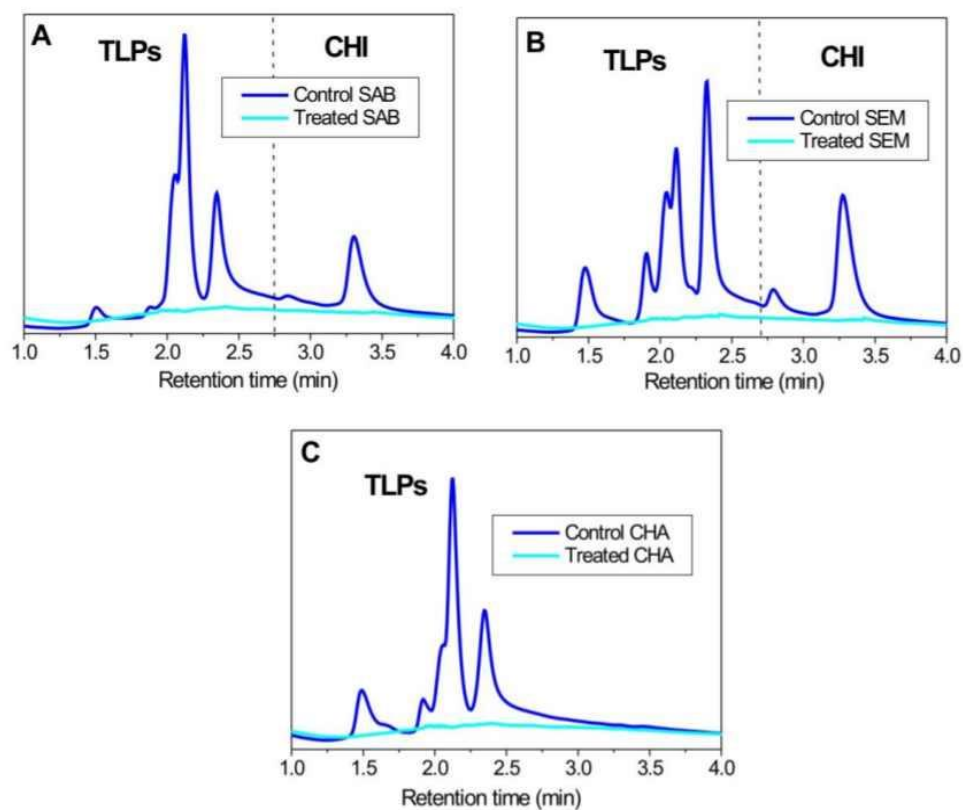 A
TLPs
CHI
Control SAB
Treated SAB
1.0 1.5 2.0 2.5 3.0 3.5 4.0
Retention time (min)
B
TLPs
CHI
Control SEM
Treated SEM
1.0 1.5 2.0 2.5 3.0 3.5 4.0
Retention time (min)
C
TLPs
Control CHA
Treated CHA
1.0 1.5 2.0 2.5 3.0 3.5 4.0
Retention time (min)